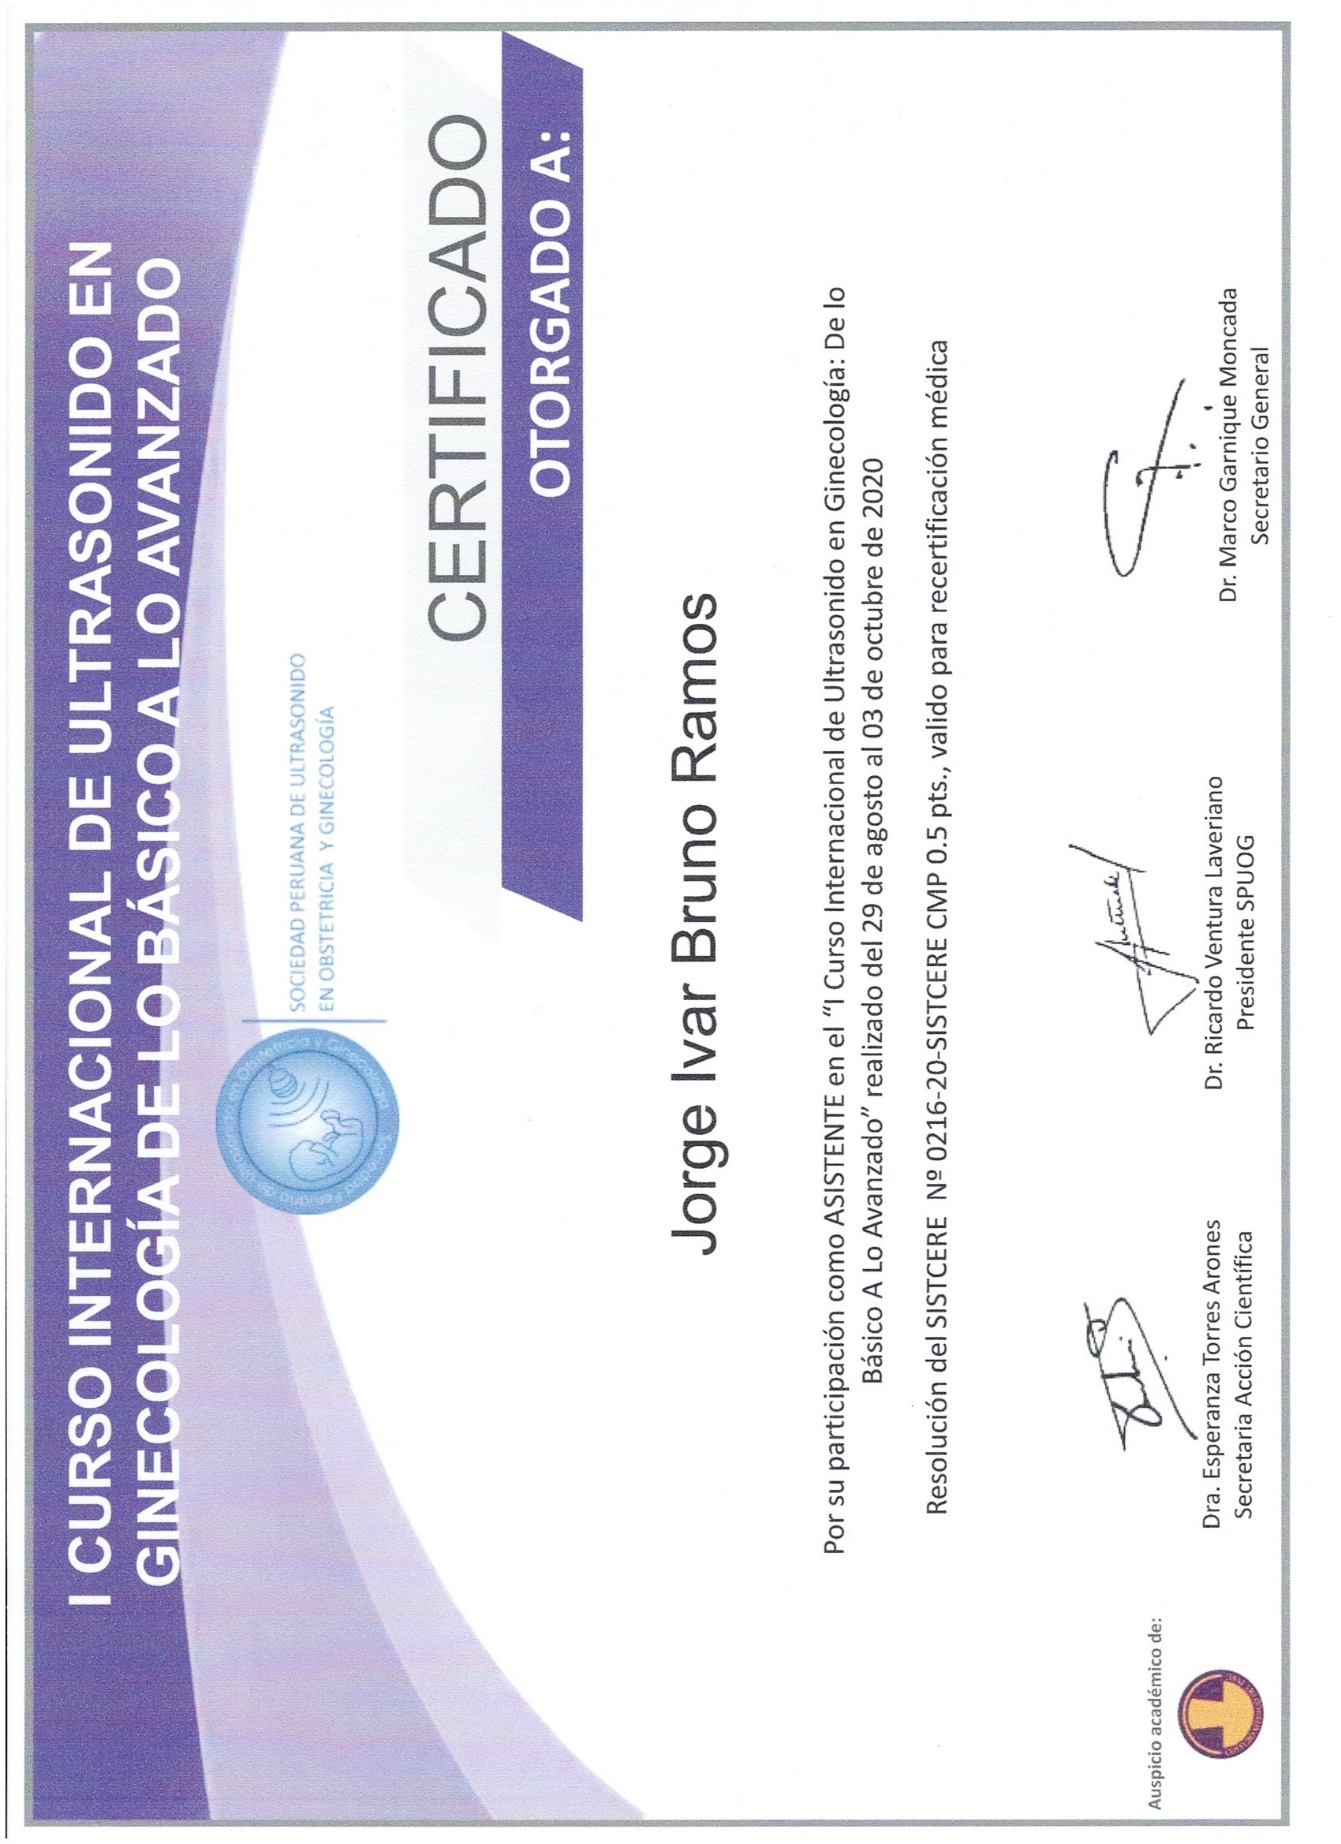 I CURSO INTERNACIONAL DE ULTRASONIDO EN
GINECOLOGÍA DE LO BÁSICO A LO AVANZADO
SOCIEDAD PERUANA DE ULTRASONIDO
EN OBSTETRICIA Y GINECOLOGÍA
CERTIFICADO
OTORGADO A:
Jorge Ivar Bruno Ramos
Por su participación como ASISTENTE en el "I Curso Internacional de Ultrasonido en Ginecología: De lo
Básico A Lo Avanzado" realizado del 29 de agosto al 03 de octubre de 2020
Resolución del SISTCERE Nº 0216-20-SISTCERE CMP 0.5 pts., valido para recertificación médica
Auspicio académico de:
Dra. Esperanza Torres Arones
Secretaria Acción Científica
Dr. Ricardo Ventura Laveriano
Presidente SPUOG
Dr. Marco Garnique Moncada
Secretario General